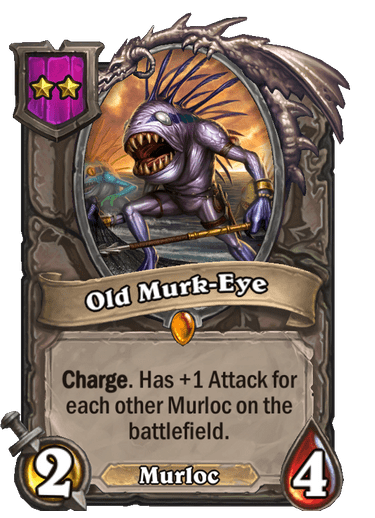 Old Murk-Eye
Charge. Has +1 Attack for
each other Murloc on the
battlefield.
2
Murloc
4